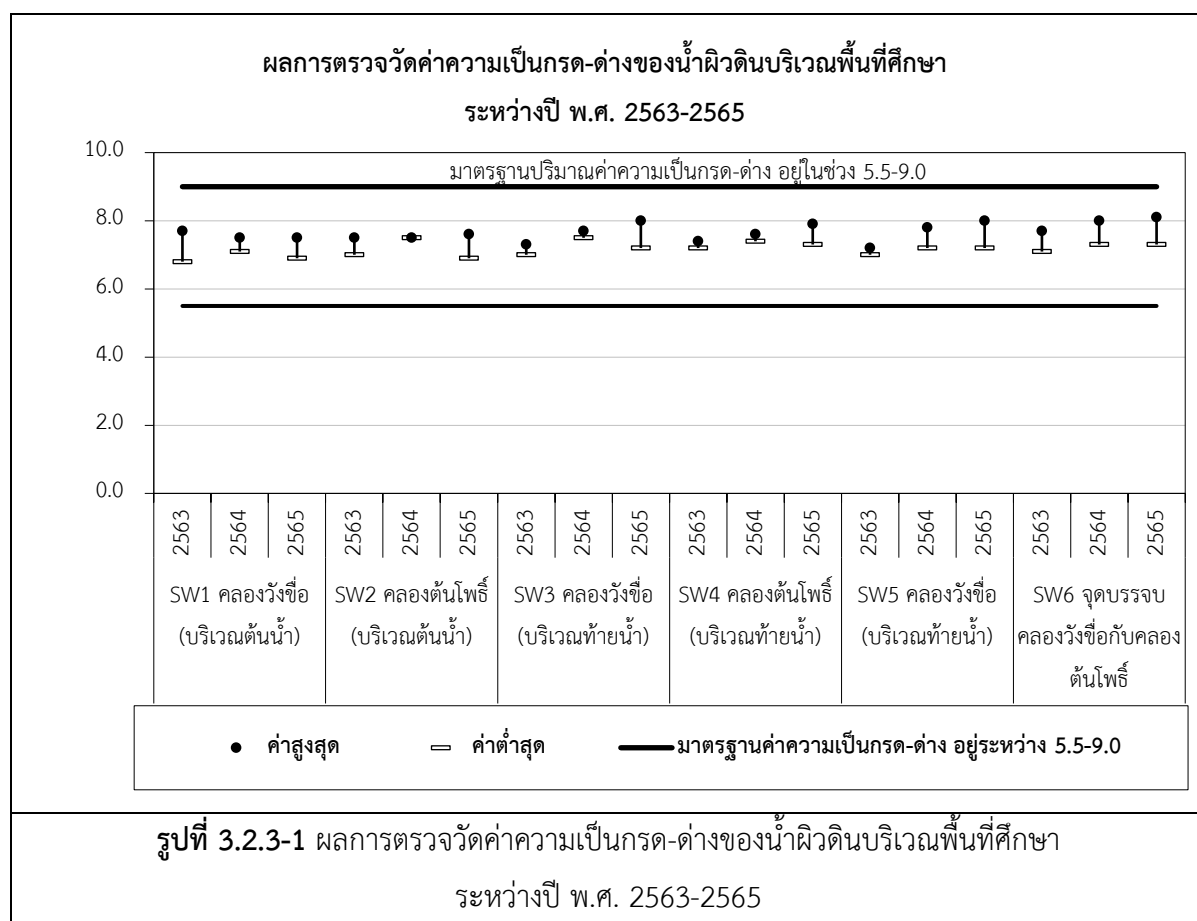 ผลการตรวจวัดค่าความเป็นกรด-ด่างของน้ำผิวดินบริเวณพื้นที่ศึกษา
ระหว่างปี พ.ศ. 2563-2565
10.0
มาตรฐานปริมาณค่าความเป็นกรด-ด่าง อยู่ในช่วง 5.5-9.0
8.0
6.0
4.0
2.0
0.0
2563 2564 2565 2563 2564 2565 2563 2564 2565 2563 2564 2565 2563 2564 2565 2563 2564 2565
SW1 คลองวังขื่อ SW2 คลองต้นโพธิ์ SW3 คลองวังขื่อ SW4 คลองต้นโพธิ์ SW5 คลองวังขื่อ SW6 จุดบรรจบ
(บริเวณต้นน้ำ) (บริเวณต้นน้ำ) (บริเวณท้ายน้ำ) (บริเวณท้ายน้ำ) (บริเวณท้ายน้ำ) คลองวังขื่อกับคลอง
ต้นโพธิ์
ค่าสูงสุด ค่าต่ำสุด มาตรฐานค่าความเป็นกรด-ด่าง อยู่ระหว่าง 5.5-9.0
รูปที่ 3.2.3-1 ผลการตรวจวัดค่าความเป็นกรด-ด่างของน้ำผิวดินบริเวณพื้นที่ศึกษา
ระหว่างปี พ.ศ. 2563-2565